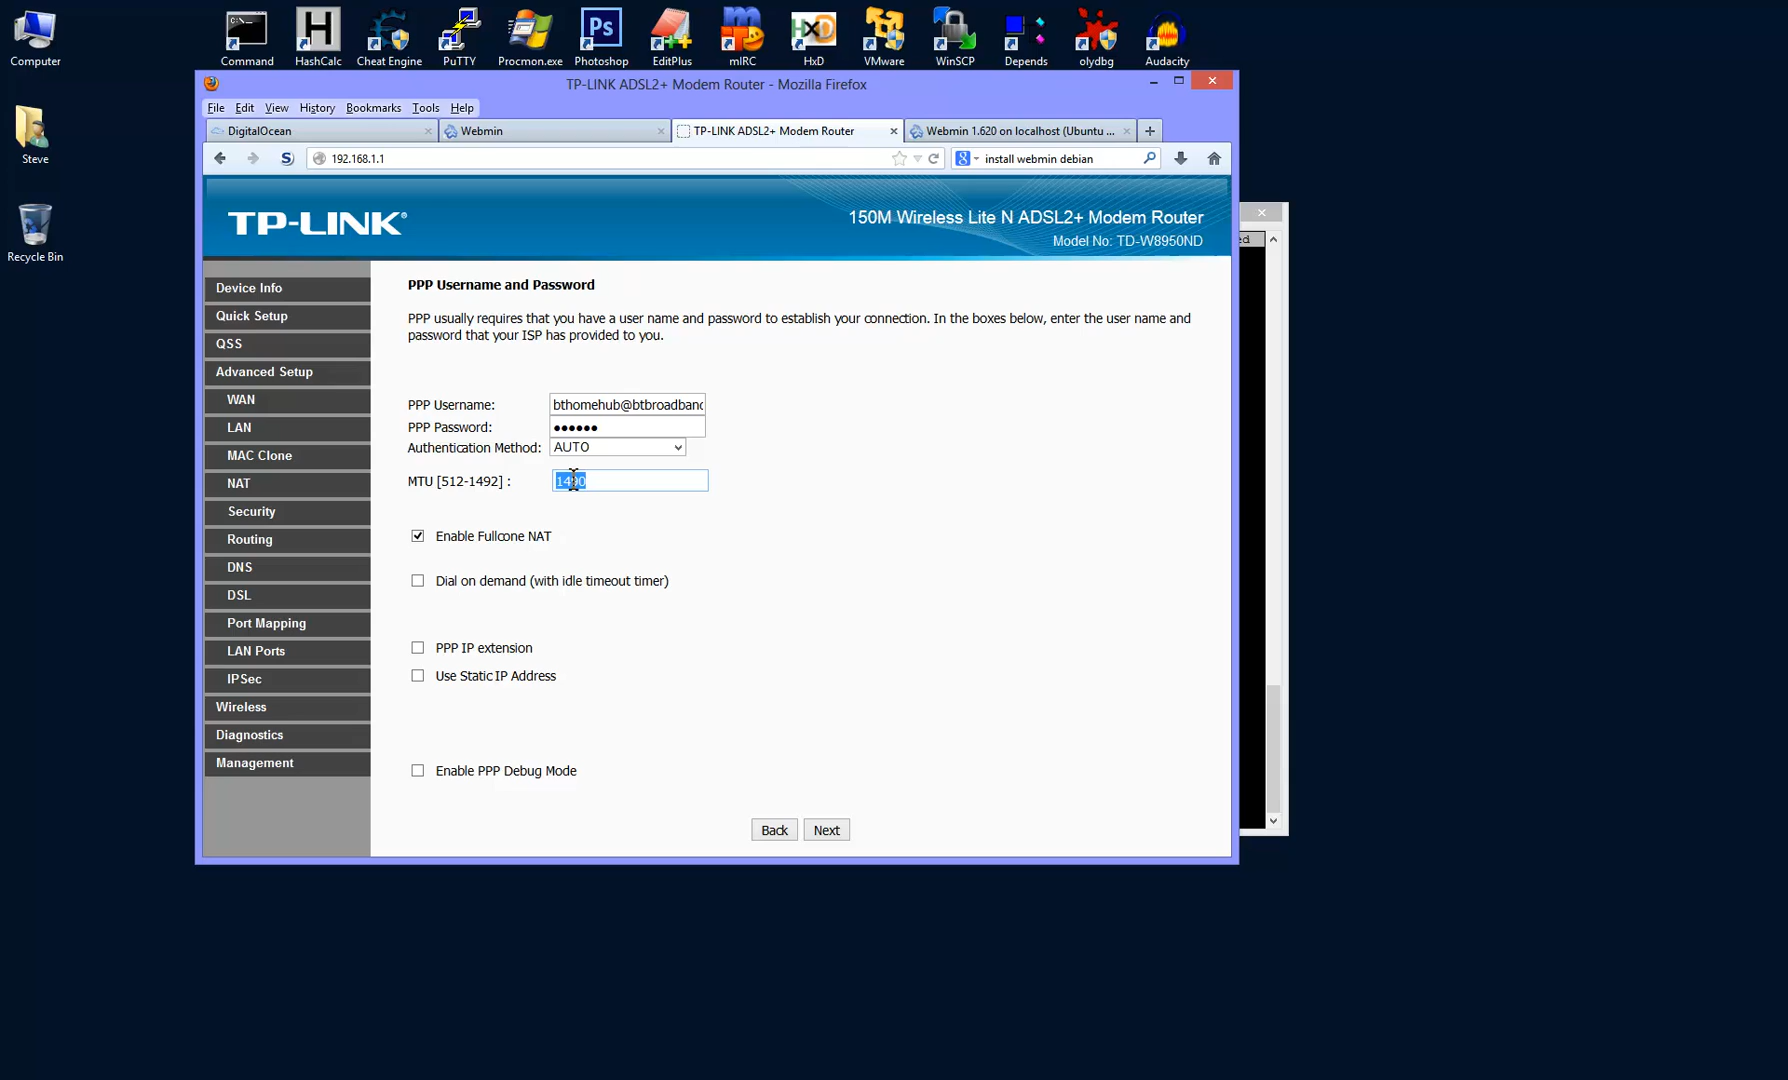 Computer
Command
HashCalc
Cheat Engine
PuTTY
Procmon.exe
Photoshop
EditPlus
mIRC
HxD
VMware
WinSCP
Depends
olydbg
Audacity
C:\_
H
Ps
HxD
Steve
Recycle Bin
TP-LINK ADSL2+ Modem Router - Mozilla Firefox
File Edit View History Bookmarks Tools Help
DigitalOcean
Webmin
TP-LINK ADSL2+ Modem Router
Webmin 1.620 on localhost (Ubuntu ...
S
192.168.1.1
8
install webmin debian
TP-LINK®
150M Wireless Lite N ADSL2+ Modem Router
Model No: TD-W8950ND
Device Info
Quick Setup
QSS
Advanced Setup
WAN
LAN
MAC Clone
NAT
Security
Routing
DNS
DSL
Port Mapping
LAN Ports
IPSec
Wireless
Diagnostics
Management
PPP Username and Password
PPP usually requires that you have a user name and password to establish your connection. In the boxes below, enter the user name and
password that your ISP has provided to you.
PPP Username: bthomehub@btbroadband
PPP Password: ●●●●●●
Authentication Method: AUTO
MTU [512-1492] : 1490
Enable Fullcone NAT
Dial on demand (with idle timeout timer)
PPP IP extension
Use Static IP Address
Enable PPP Debug Mode
Back Next
ed